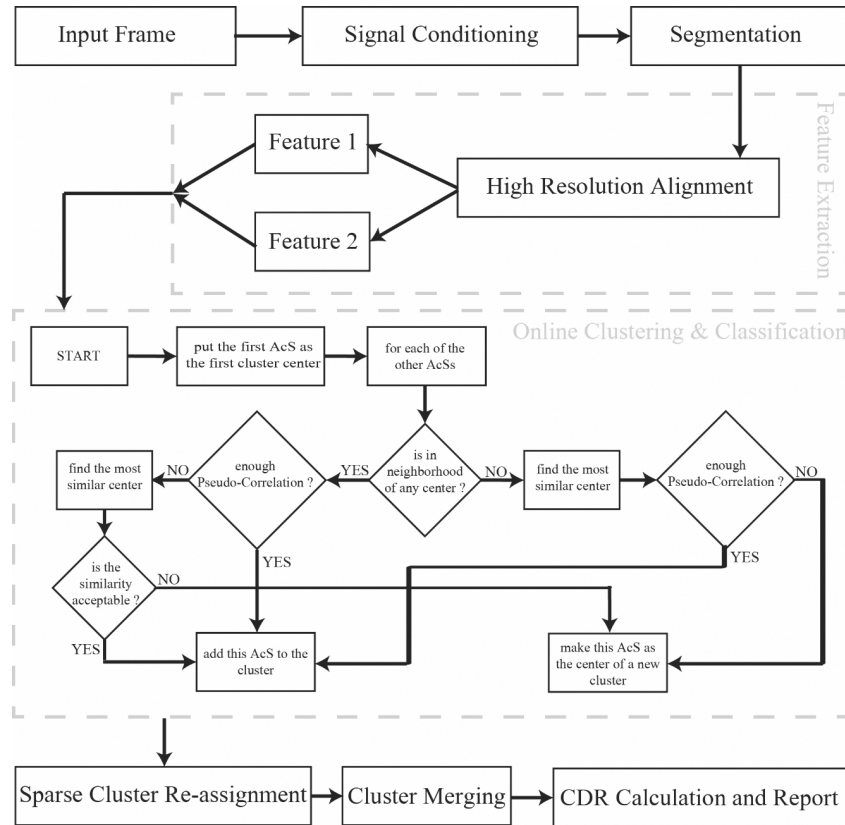 Input Frame
Signal Conditioning
Segmentation
Feature Extraction
Feature 1
High Resolution Alignment
Feature 2
Online Clustering & Classification
START
put the first AcS as
the first cluster center
for each of the
other AcSs
find the most
similar center
NO
enough
Pseudo-Correlation ?
YES
is in
neighborhood
of any center ?
NO
find the most
similar center
enough
Pseudo-Correlation ?
NO
YES
YES
is the
similarity
acceptable ?
NO
YES
add this AcS to the
cluster
make this AcS as
the center of a new
cluster
Sparse Cluster Re-assignment
Cluster Merging
CDR Calculation and Report